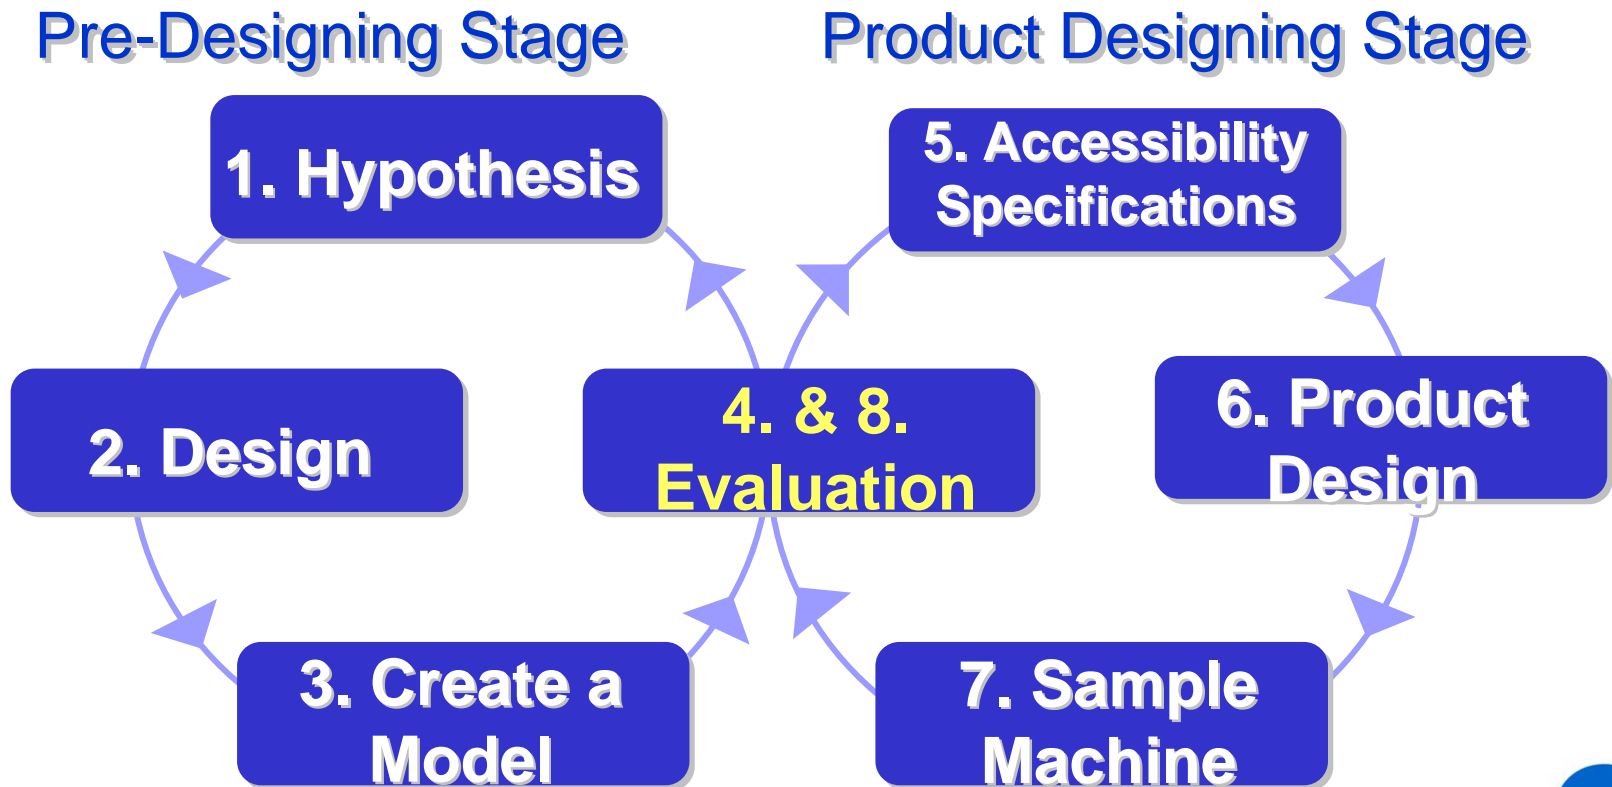 Pre-Designing Stage
Product Designing Stage
1. Hypothesis
5. Accessibility
Specifications
2. Design
4. & 8.
Evaluation
6. Product
Design
3. Create a
Model
7. Sample
Machine